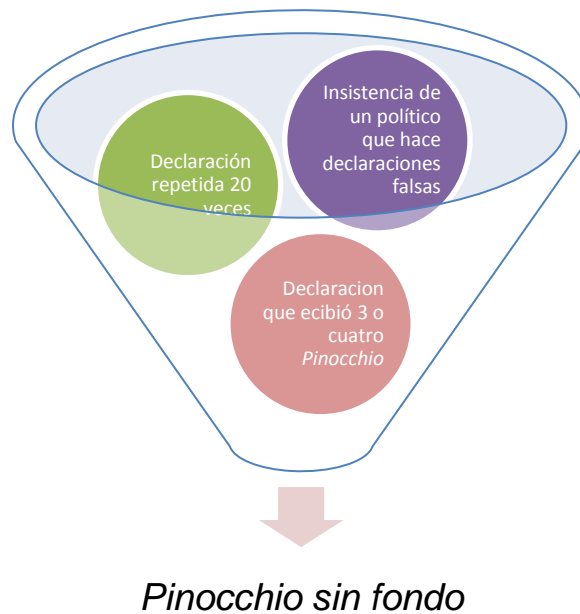 Insistencia de
un político
que hace
declaraciones
falsas
Declaración
repetida 20
veces
Declaracion
que ecibió 3 o
cuatro
Pinocchio
Pinocchio sin fondo